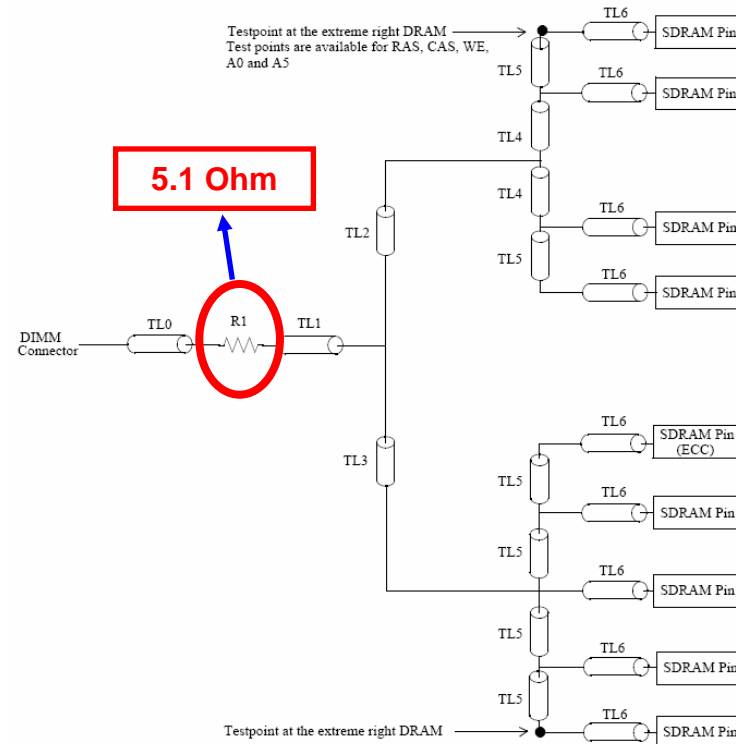 TL6
Testpoint at the extreme right DRAM
SDRAM Pin
Test points are available for RAS, CAS, WE,
A0 and A5
TL5
TL6
SDRAM Pin
TL4
5.1 Ohm
TL4
TL6
SDRAM Pin
TL2
TL5
TL6
SDRAM Pin
R1
TL0
TL1
DIMM
Connector
TL6
SDRAM Pin
(ECC)
TL3
TL5
TL6
SDRAM Pin
TL5
TL6
SDRAM Pin
TL5
TL6
SDRAM Pin
TL5
TL6
Testpoint at the extreme right DRAM
SDRAM Pin